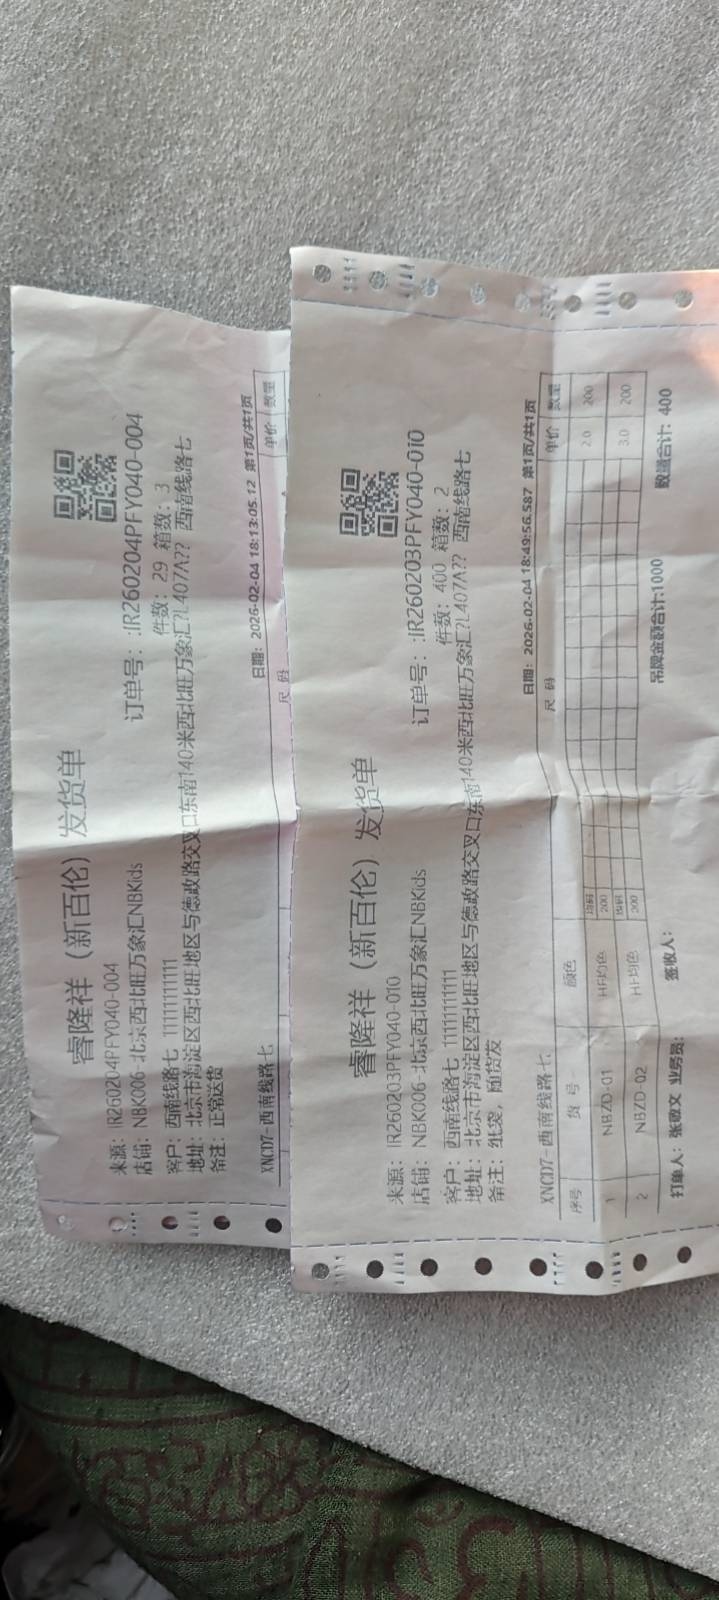 睿隆祥（新百伦）发货单
来源：IR260204PFY040-004
订单号：:IR260204PFY040-004
店铺：NBK006-北京西北旺万象汇NBKids
件数：29 箱数：3
客户：西南线路七 11111111111
地址：北京市海淀区西北旺地区与德政路交叉口东南140米西北旺万象汇?L407A?? 西南线路七
备注：正常送货
日期：2026-02-04 18:13:05.12 第1页/共1页
XNCD7-西南线路七
尺 码 单价 数量
睿隆祥（新百伦）发货单
来源：IR260203PFY040-010
订单号：:IR260203PFY040-010
店铺：NBK006-北京西北旺万象汇NBKids
件数：400 箱数：2
客户：西南线路七 11111111111
地址：北京市海淀区西北旺地区与德政路交叉口东南140米西北旺万象汇?L407A?? 西南线路七
备注：纸袋，随货发
日期：2026-02-04 18:49:56.587 第1页/共1页
XNCD7-西南线路七
序号 货 号 颜色 尺 码 单价 数量
均码
1 NBZD-01 HF均色 200 2.0 200
均码
2 NBZD-02 HF均色 200 3.0 200
吊牌金额合计:1000 数量合计: 400
打单人：张敬文 业务员： 签收人：